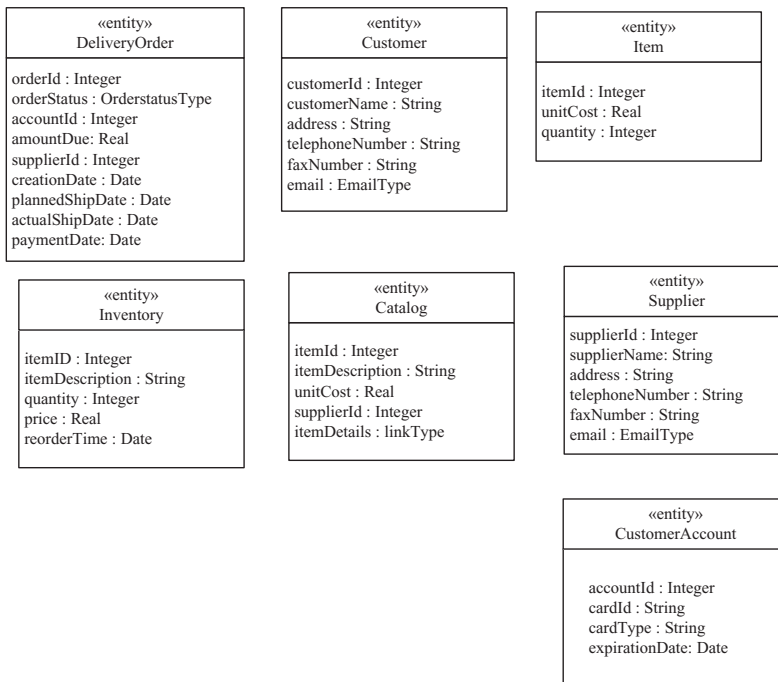 «entity»
DeliveryOrder
orderId : Integer
orderStatus : OrderstatusType
accountId : Integer
amountDue: Real
supplierId : Integer
creationDate : Date
plannedShipDate : Date
actualShipDate : Date
paymentDate: Date
«entity»
Customer
customerId : Integer
customerName : String
address : String
telephoneNumber : String
faxNumber : String
email : EmailType
«entity»
Item
itemId : Integer
unitCost : Real
quantity : Integer
«entity»
Inventory
itemID : Integer
itemDescription : String
quantity : Integer
price : Real
reorderTime : Date
«entity»
Catalog
itemId : Integer
itemDescription : String
unitCost : Real
supplierId : Integer
itemDetails : linkType
«entity»
Supplier
supplierId : Integer
supplierName: String
address : String
telephoneNumber : String
faxNumber : String
email : EmailType
«entity»
CustomerAccount
accountId : Integer
cardId : String
cardType : String
expirationDate: Date